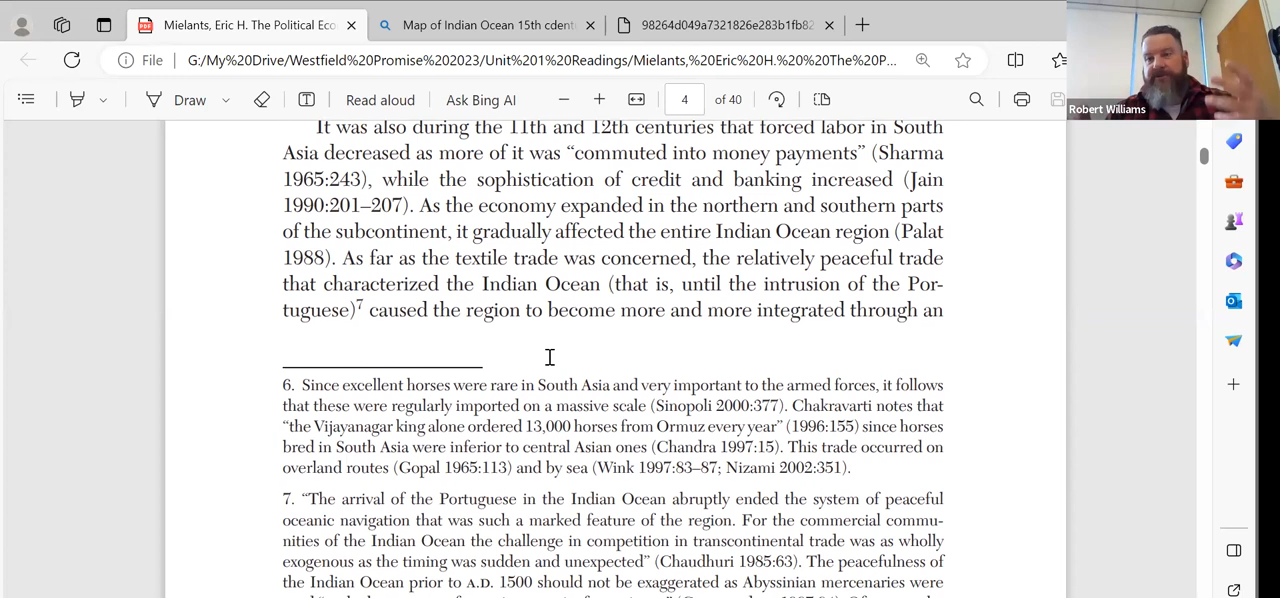 Mielants, Eric H. The Political Eco
Map of Indian Ocean 15th cdent
98264d049a7321826e283b1fb82
File
G:/My%20Drive/Westfield%20Promise%202023/Unit%201%20Readings/Mielants,%20Eric%20H.%20%20The%20P...
Draw
Read aloud
Ask Bing AI
4
of 40
Robert Williams
It was also during the 11th and 12th centuries that forced labor in South
Asia decreased as more of it was “commuted into money payments” (Sharma
1965:243), while the sophistication of credit and banking increased (Jain
1990:201–207). As the economy expanded in the northern and southern parts
of the subcontinent, it gradually affected the entire Indian Ocean region (Palat
1988). As far as the textile trade was concerned, the relatively peaceful trade
that characterized the Indian Ocean (that is, until the intrusion of the Por-
tuguese)7 caused the region to become more and more integrated through an
6. Since excellent horses were rare in South Asia and very important to the armed forces, it follows
that these were regularly imported on a massive scale (Sinopoli 2000:377). Chakravarti notes that
“the Vijayanagar king alone ordered 13,000 horses from Ormuz every year” (1996:155) since horses
bred in South Asia were inferior to central Asian ones (Chandra 1997:15). This trade occurred on
overland routes (Gopal 1965:113) and by sea (Wink 1997:83–87; Nizami 2002:351).
7. “The arrival of the Portuguese in the Indian Ocean abruptly ended the system of peaceful
oceanic navigation that was such a marked feature of the region. For the commercial commu-
nities of the Indian Ocean the challenge in competition in transcontinental trade was as wholly
exogenous as the timing was sudden and unexpected” (Chaudhuri 1985:63). The peacefulness of
the Indian Ocean prior to A.D. 1500 should not be exaggerated as Abyssinian mercenaries were